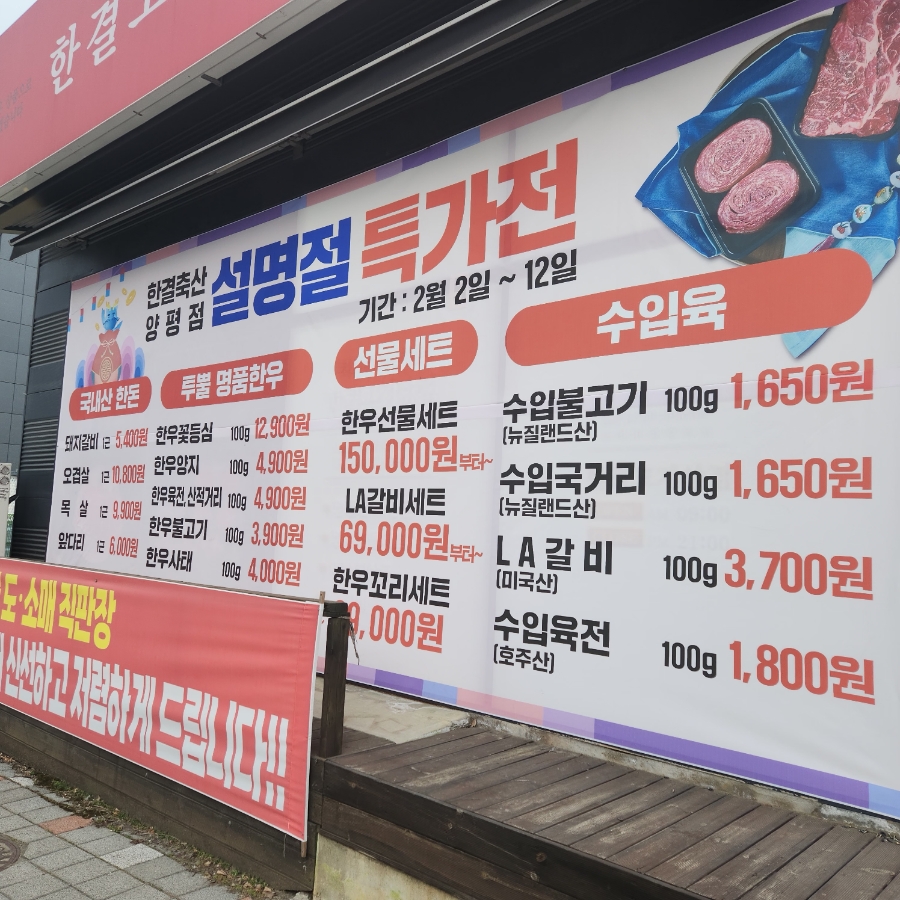 한결
한결축산
양평점
설명절 특가전
기간 : 2월 2일 ~ 12일
국내산 한돈
돼지갈비 1근 5,400원
오겹살 1근 10,800원
목 살 1근 9,900원
앞다리 1근 6,000원
투뿔 명품한우
한우꽃등심 100g 12,900원
한우양지 100g 4,900원
한우육전,산적거리 100g 4,900원
한우불고기 100g 3,900원
한우사태 100g 4,000원
선물세트
한우선물세트
150,000원부터~
LA갈비세트
69,000원부터~
한우꼬리세트
9,000원
수입육
수입불고기 100g 1,650원
(뉴질랜드산)
수입국거리 100g 1,650원
(뉴질랜드산)
LA갈비 100g 3,700원
(미국산)
수입육전 100g 1,800원
(호주산)
도·소매 직판장
신선하고 저렴하게 드립니다!!